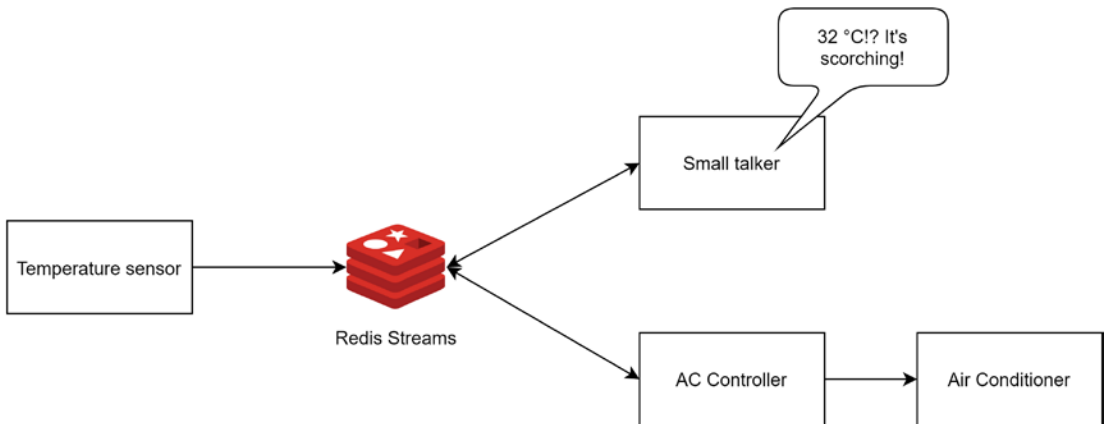 32 °C!? It's
scorching!
Small talker
Temperature sensor
Redis Streams
AC Controller
Air Conditioner